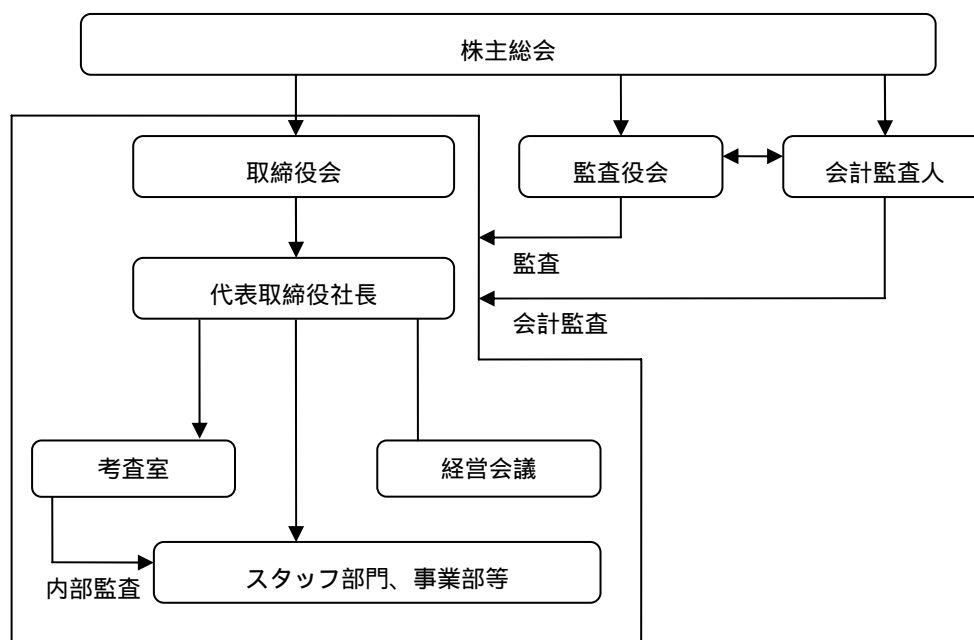 株主総会
取締役会
監査役会
会計監査人
監査
代表取締役社長
会計監査
考査室
経営会議
スタッフ部門、事業部等
内部監査